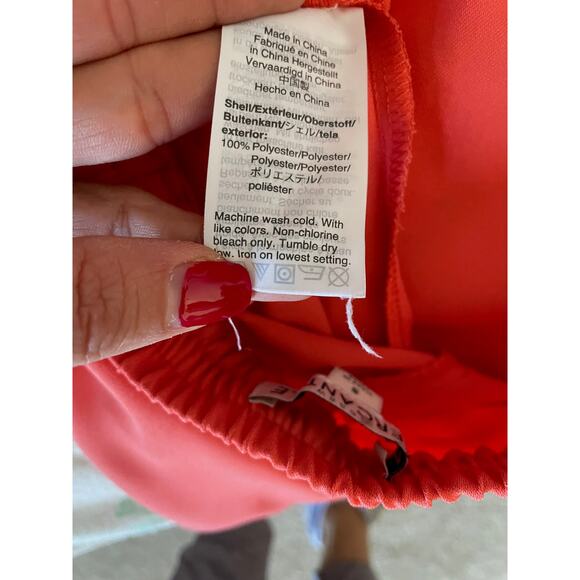 Made in China
Fabriqué en Chine
in China Hergestellt
Vervaardigd in China
中国製
Hecho en China
Shell/Extérieur/Oberstoff/
Buitenkant/シェル/tela
exterior:
100% Polyester/Polyester/
Polyester/Polyester/
ポリエステル/
poliéster
Machine wash cold. With
like colors. Non-chlorine
bleach only. Tumble dry
low. Iron on lowest setting.